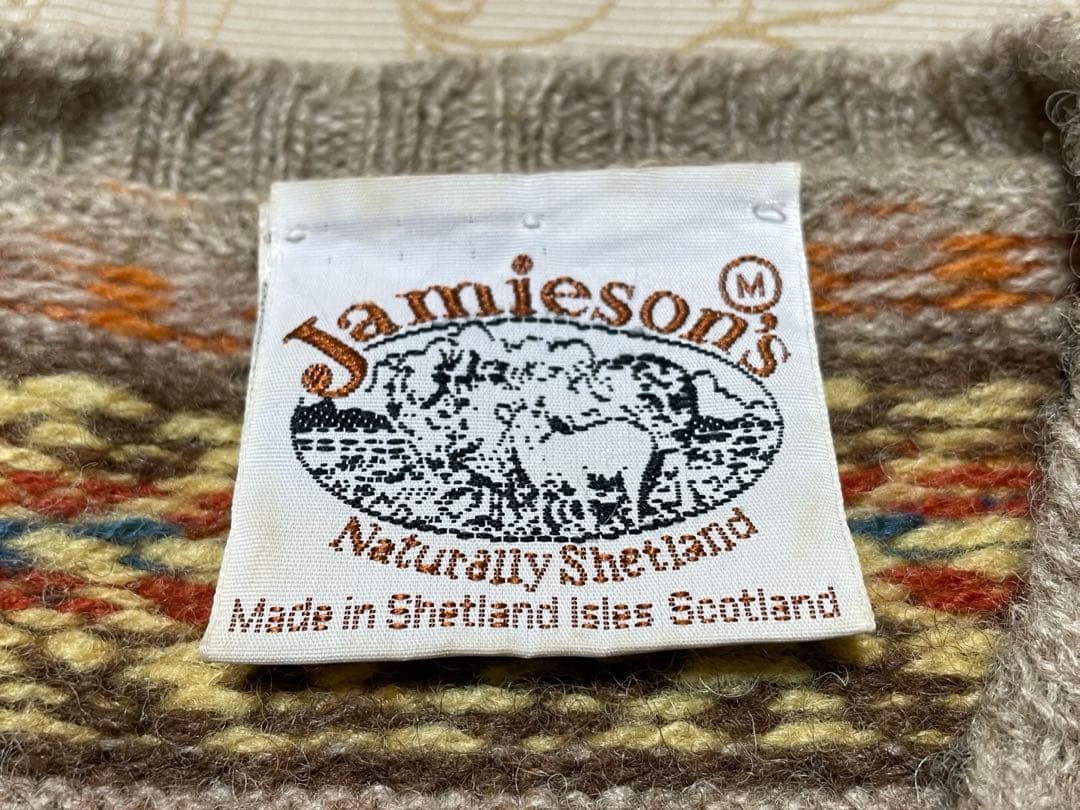 Jamieson's
M
Naturally Shetland
Made in Shetland Isles Scotland